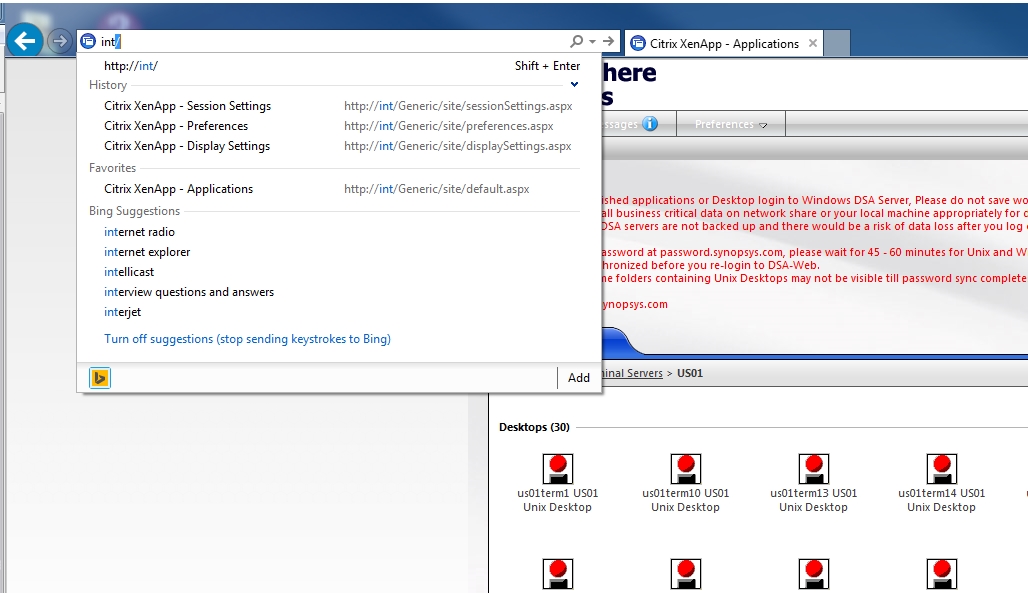 int/
Citrix XenApp - Applications
http://int/ Shift + Enter
History
Citrix XenApp - Session Settings http://int/Generic/site/sessionSettings.aspx
Citrix XenApp - Preferences http://int/Generic/site/preferences.aspx
Citrix XenApp - Display Settings http://int/Generic/site/displaySettings.aspx
Favorites
Citrix XenApp - Applications http://int/Generic/site/default.aspx
Bing Suggestions
internet radio
internet explorer
intellicast
interview questions and answers
interjet
Turn off suggestions (stop sending keystrokes to Bing)
Add
here
s
ssages Preferences
ished applications or Desktop login to Windows DSA Server, Please do not save wo
all business critical data on network share or your local machine appropriately for
DSA servers are not backed up and there would be a risk of data loss after you log
assword at password.synopsys.com, please wait for 45 - 60 minutes for Unix and W
chronized before you re-login to DSA-Web.
me folders containing Unix Desktops may not be visible till password sync complete
ynopsys.com
minal Servers > US01
Desktops (30)
us01term1 US01 Unix Desktop
us01term10 US01 Unix Desktop
us01term13 US01 Unix Desktop
us01term14 US01 Unix Desktop